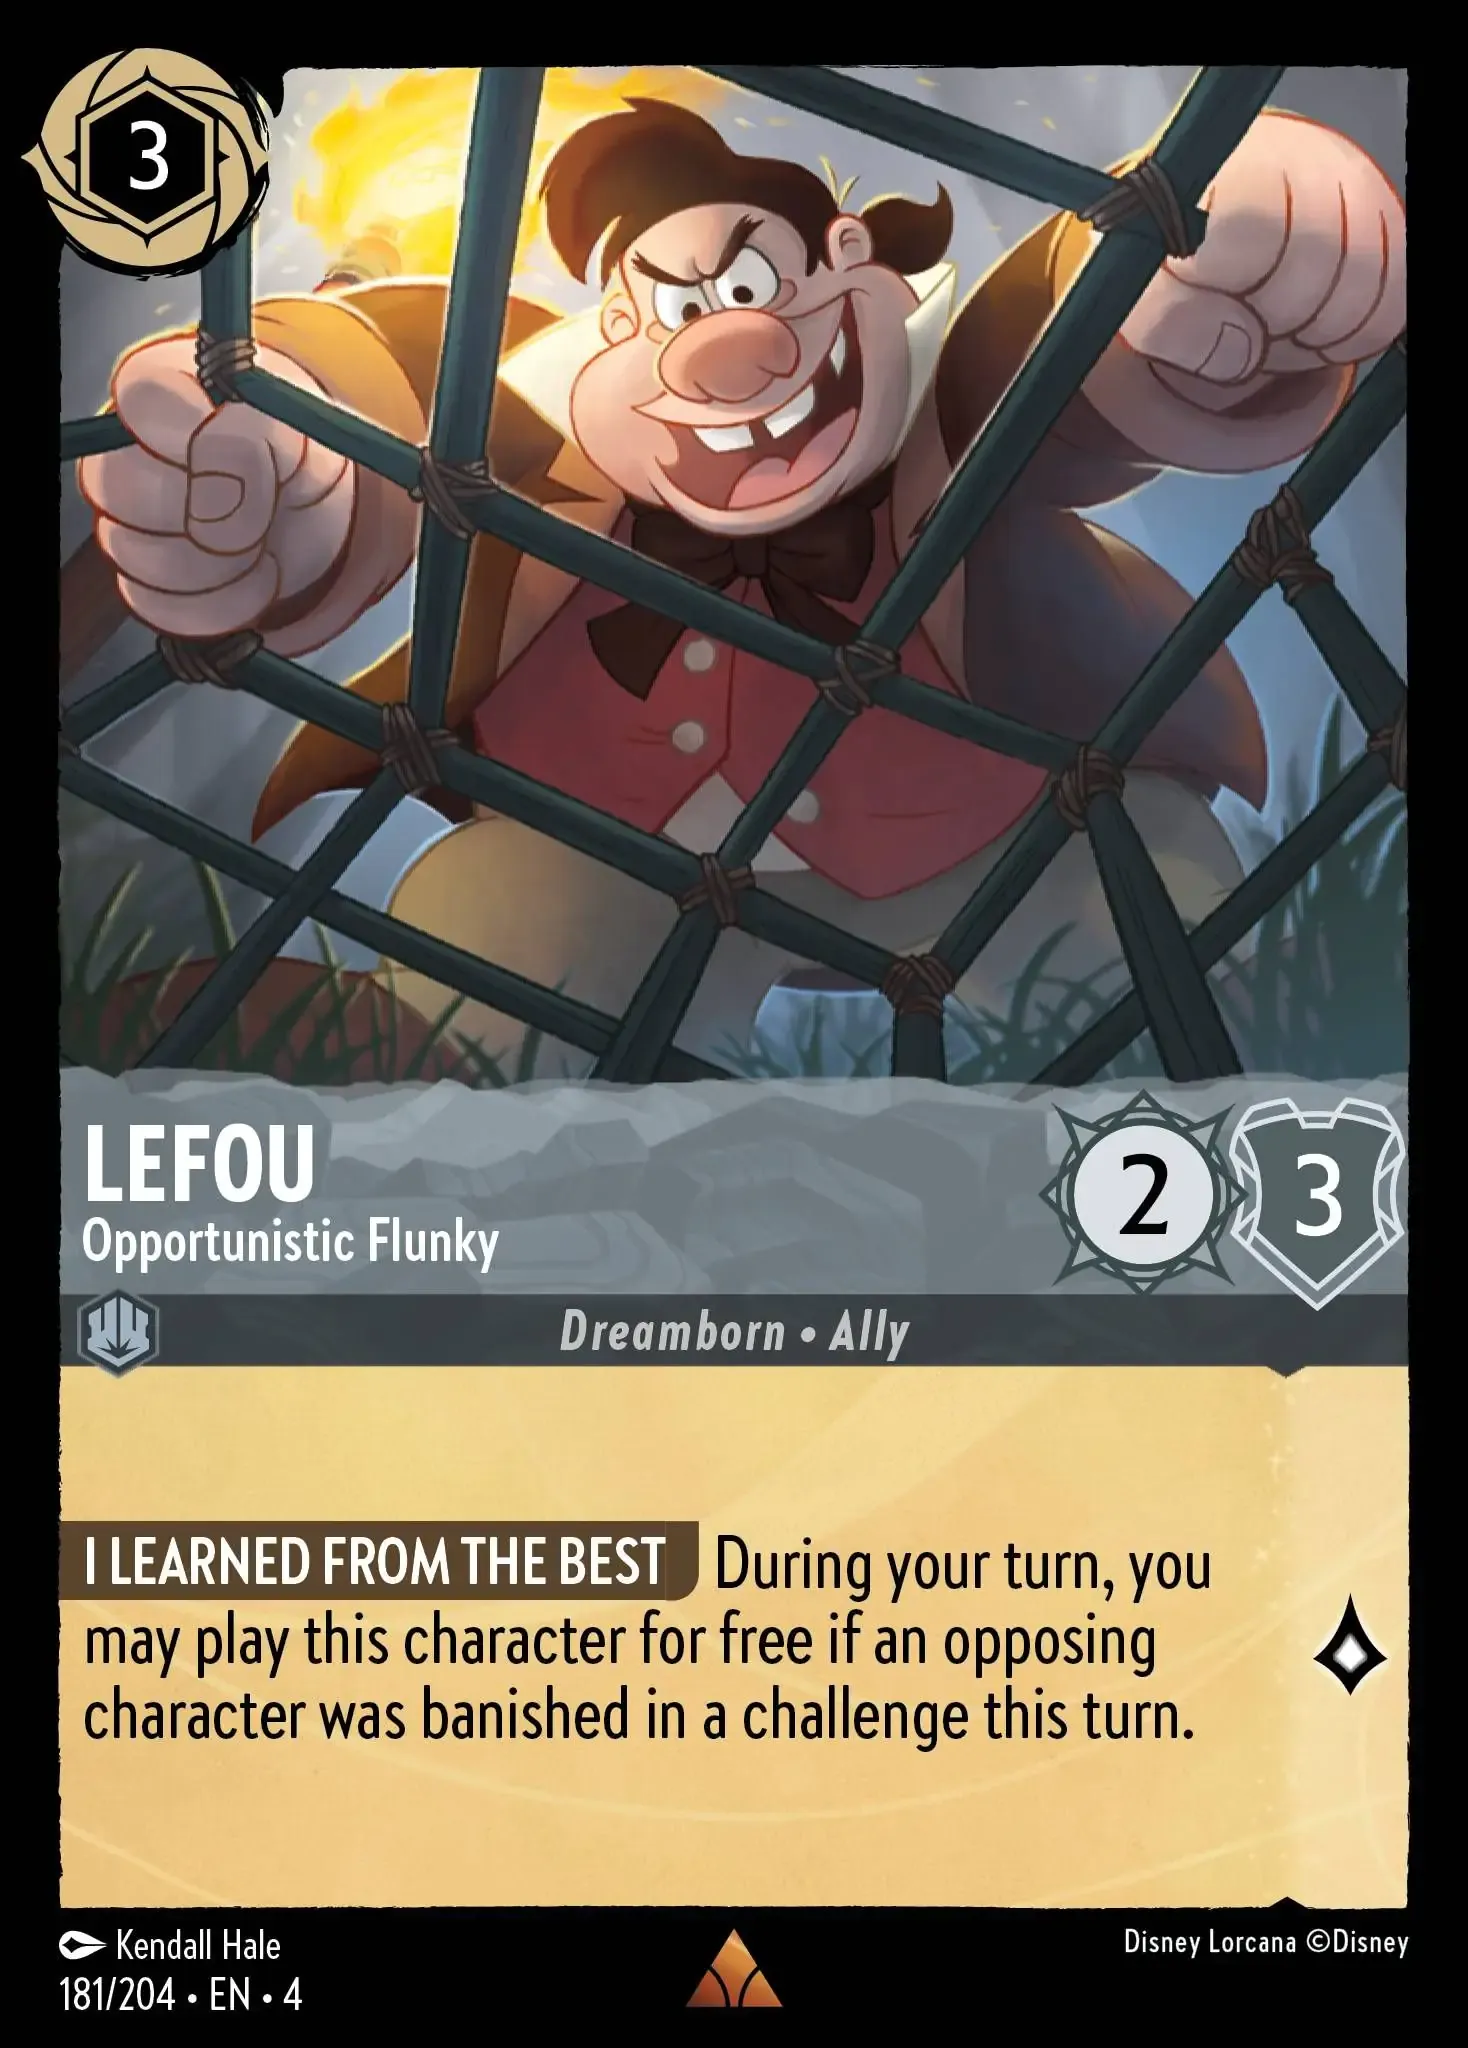 3
LEFOU
Opportunistic Flunky
2
3
Dreamborn • Ally
I LEARNED FROM THE BEST During your turn, you
may play this character for free if an opposing
character was banished in a challenge this turn.
Kendall Hale
181/204 • EN • 4
Disney Lorcana ©Disney